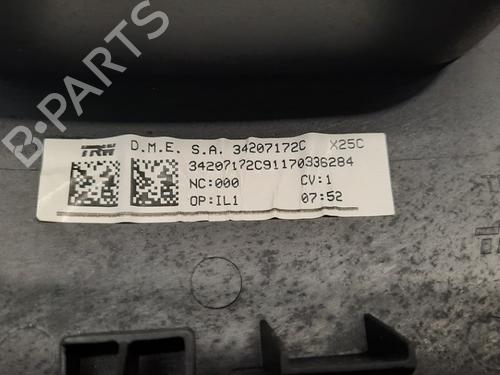 TRW D.M.E. S.A. 34207172C X25C
34207172C91170336284
NC:000 CV:1
OP:IL1 07:52
B-PARTS